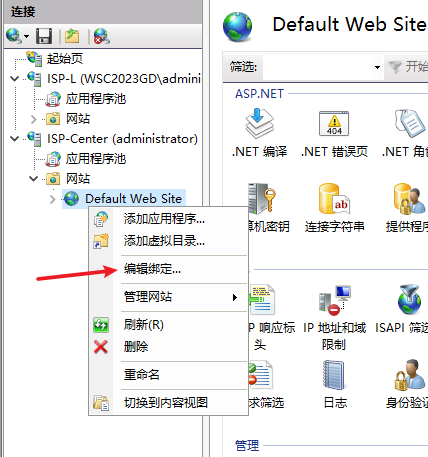 连接
起始页
ISP-L (WSC2023GD\admini
应用程序池
网站
ISP-Center (administrator)
应用程序池
网站
Default Web Site
添加应用程序...
添加虚拟目录...
编辑绑定...
管理网站
刷新(R)
删除
重命名
切换到内容视图
Default Web Site
筛选:
开始
ASP.NET
.NET 编译
.NET 错误页
.NET 角
404
算机密钥
连接字符串
提供程序
P 响应标
头
IP 地址和域
限制
ISAPI 筛选
求筛选
日志
身份验证
管理